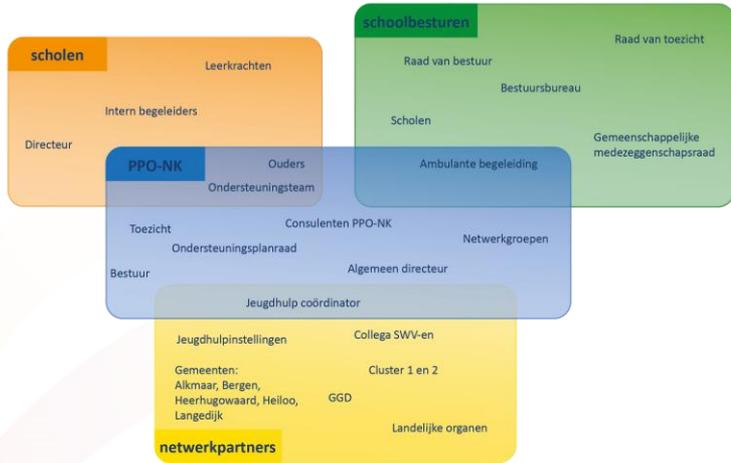 scholen
Leerkrachten
Intern begeleiders
Directeur
schoolbesturen
Raad van toezicht
Raad van bestuur
Bestuursbureau
Scholen
Gemeenschappelijke
medezeggenschapsraad
PPO-NK
Ouders
Ondersteuningsteam
Ambulante begeleiding
Toezicht
Consulenten PPO-NK
Ondersteuningsplanraad
Netwerkgroepen
Bestuur
Algemeen directeur
Jeugdhulp coördinator
Jeugdhulpinstellingen
Collega SWV-en
Gemeenten:
Alkmaar, Bergen,
Heerhugowaard, Heiloo,
Langedijk
Cluster 1 en 2
GGD
Landelijke organen
netwerkpartners